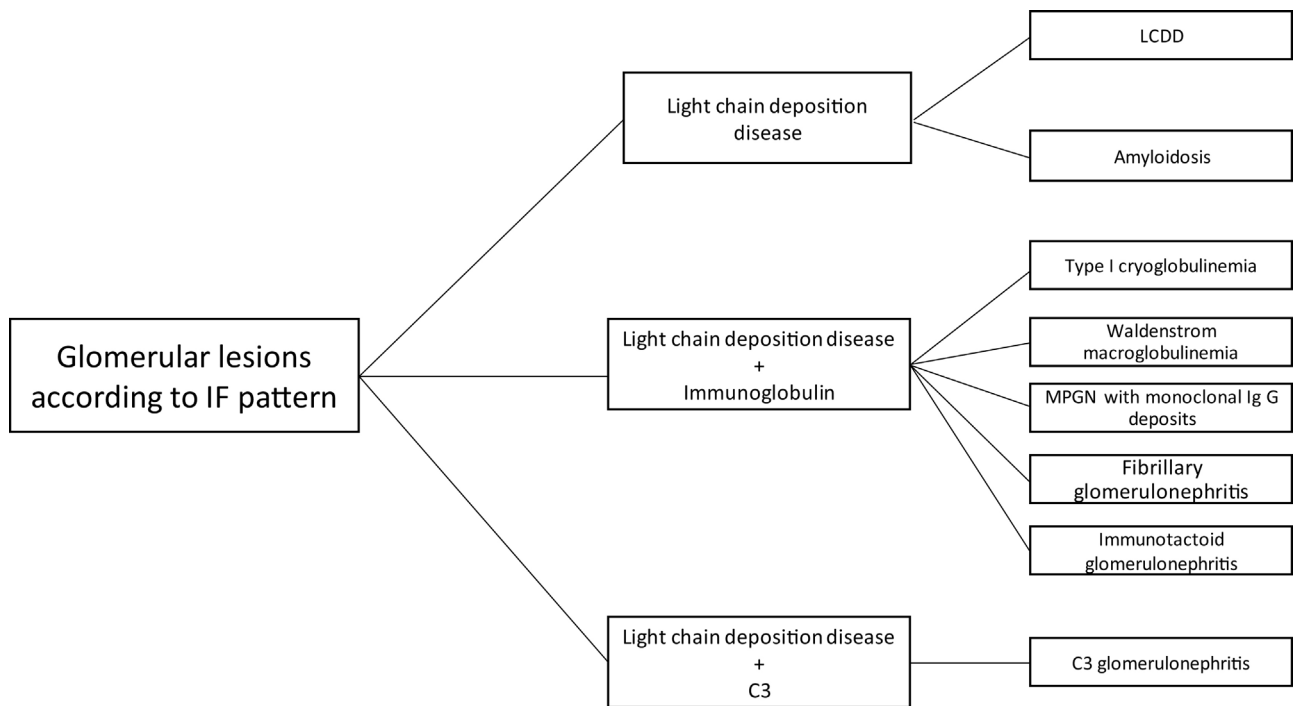 Glomerular lesions
according to IF pattern
Light chain deposition
disease
LCDD
Amyloidosis
Light chain deposition disease
+
Immunoglobulin
Type I cryoglobulinemia
Waldenstrom
macroglobulinemia
MPGN with monoclonal Ig G
deposits
Fibrillary
glomerulonephritis
Immunotactoid
glomerulonephritis
Light chain deposition disease
+
C3
C3 glomerulonephritis